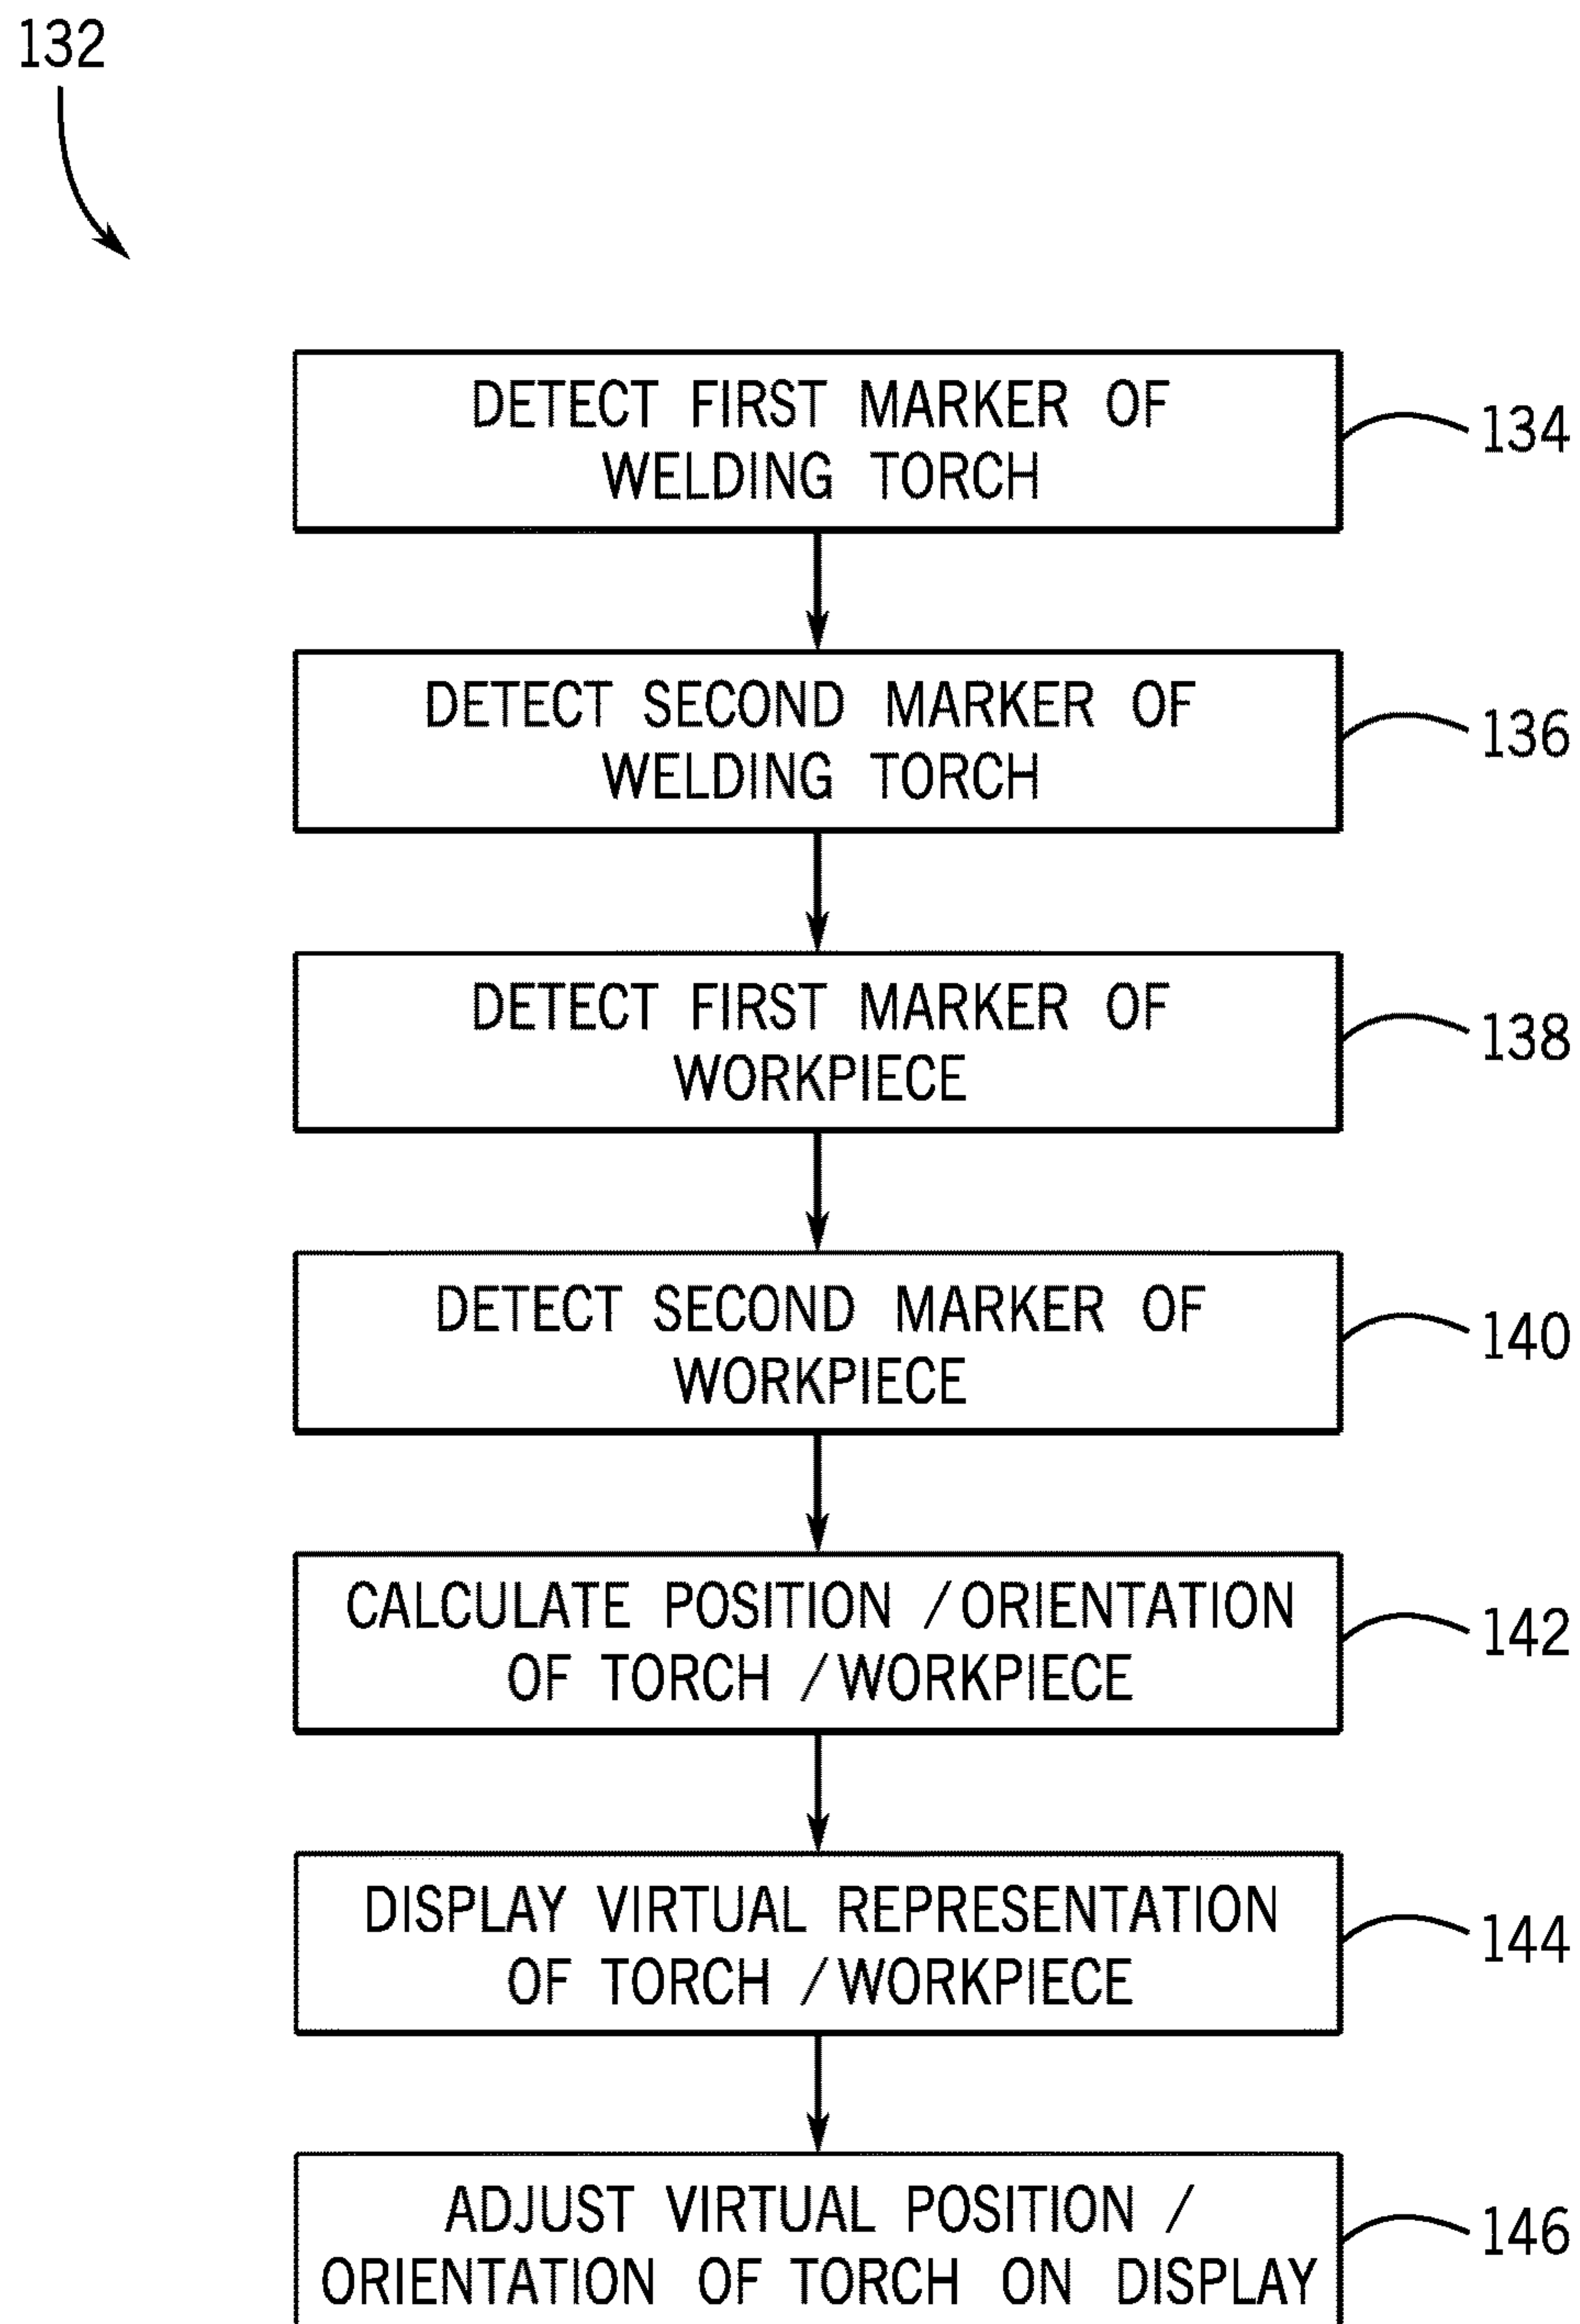 132
DETECT FIRST MARKER OF
WELDING TORCH
134
DETECT SECOND MARKER OF
WELDING TORCH
136
DETECT FIRST MARKER OF
WORKPIECE
138
DETECT SECOND MARKER OF
WORKPIECE
140
CALCULATE POSITION /ORIENTATION
OF TORCH /WORKPIECE
142
DISPLAY VIRTUAL REPRESENTATION
OF TORCH /WORKPIECE
144
ADJUST VIRTUAL POSITION /
ORIENTATION OF TORCH ON DISPLAY
146